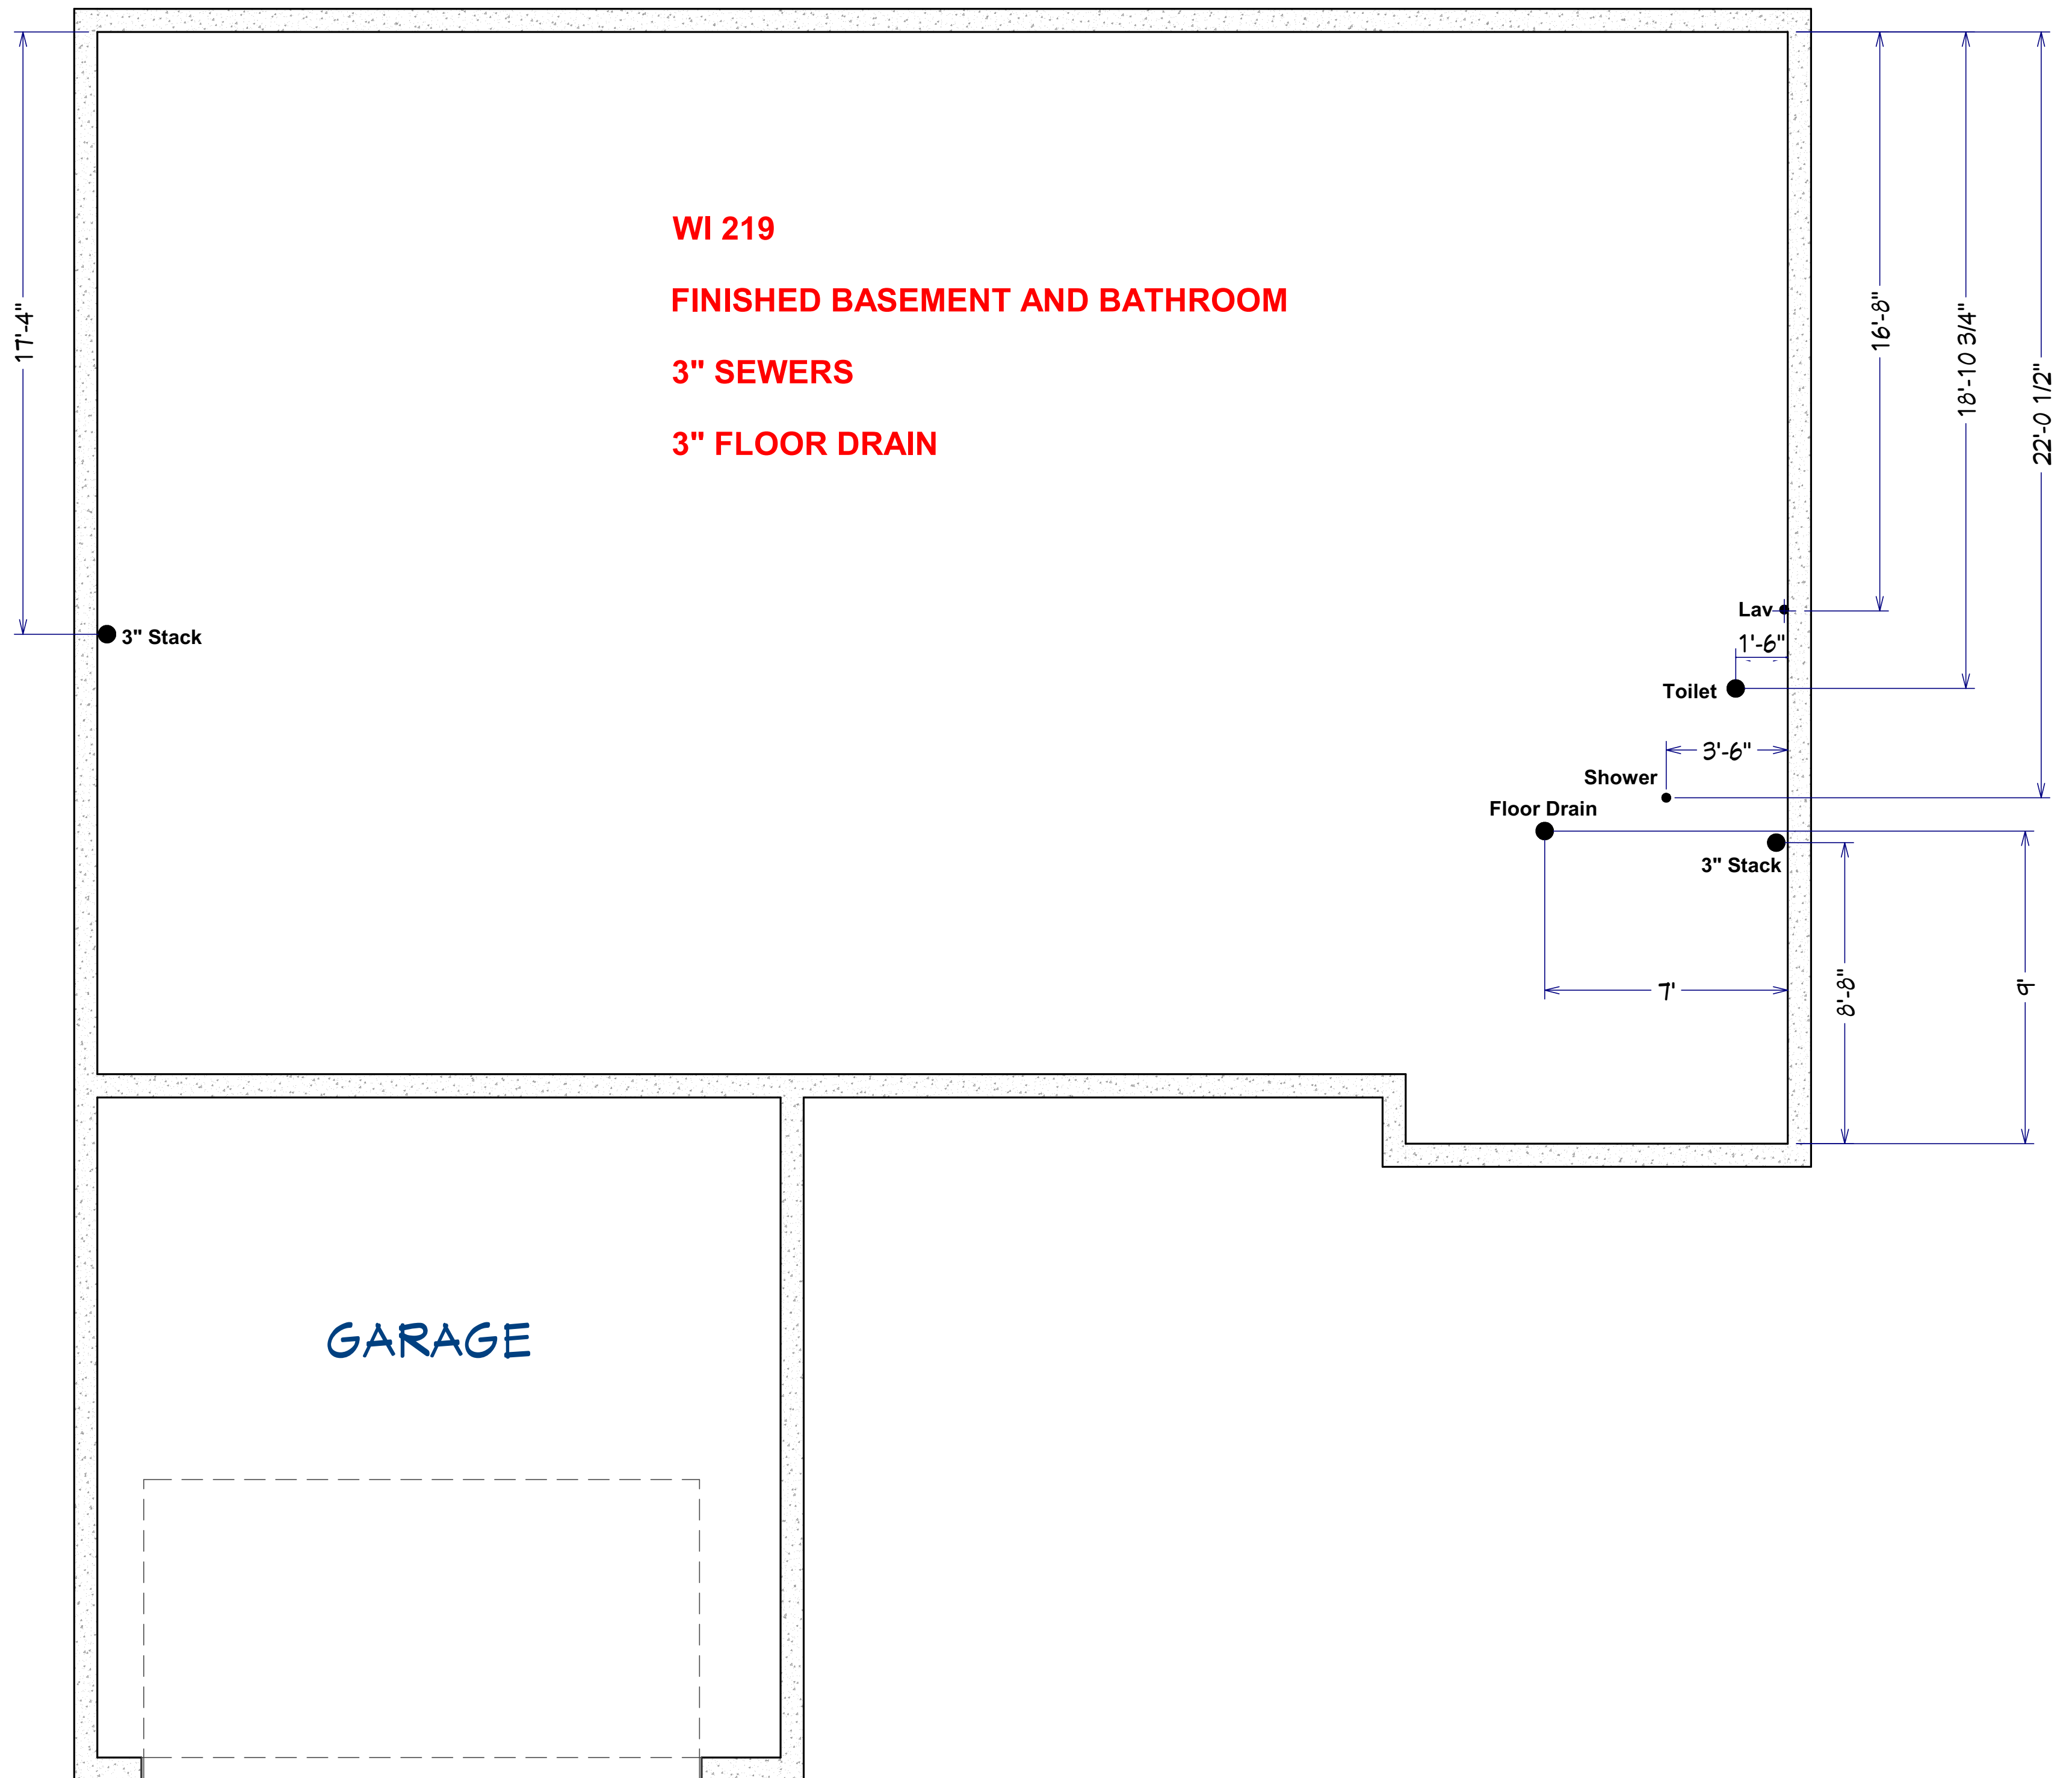 WI 219
FINISHED BASEMENT AND BATHROOM
3" SEWERS
3" FLOOR DRAIN
17'-4"
16'-8"
18'-10 3/4"
22'-0 1/2"
3" Stack
Lav
1'-6"
Toilet
3'-6"
Shower
Floor Drain
3" Stack
7'
8'-8"
9'
GARAGE